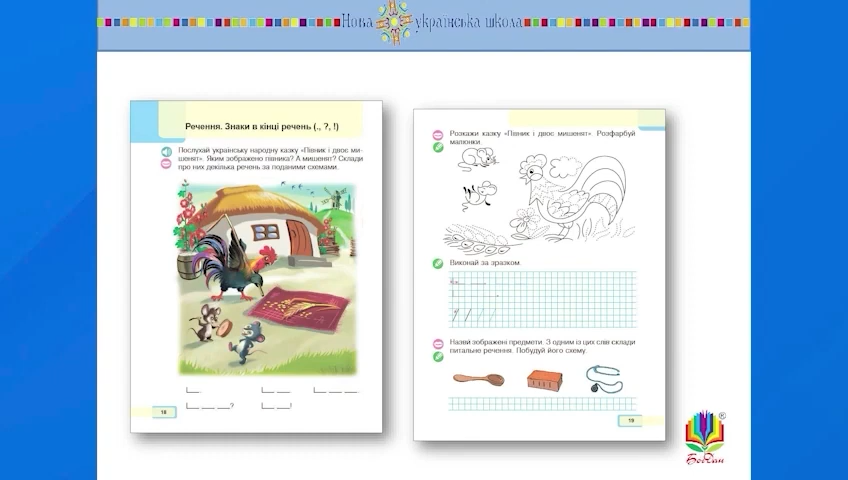 Нова українська школа
Речення. Знаки в кінці речень (., ?, !)
Послухай українську народну казку «Півник і двоє ми-
шенят». Яким зображено півника? А мишенят? Склади
про них декілька речень за поданими схемами.
?
!
18
Розкажи казку «Півник і двоє мишенят». Розфарбуй
малюнки.
Виконай за зразком.
Назви зображені предмети. З одним із цих слів склади
питальне речення. Побудуй його схему.
19
Богдан
®